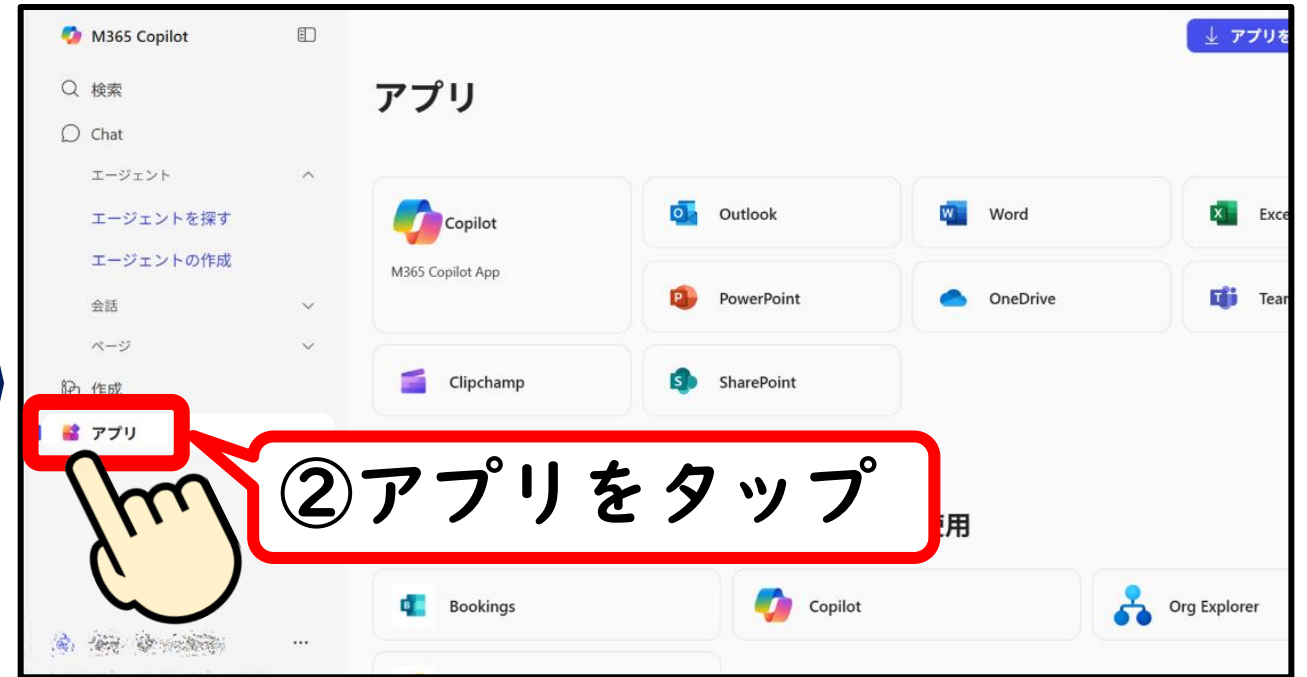 M365 Copilot
検索
Chat
エージェント
エージェントを探す
エージェントの作成
会話
ページ
作成
アプリ
アプリを
アプリ
Copilot
M365 Copilot App
Outlook
Word
Exce
PowerPoint
OneDrive
Tear
Clipchamp
SharePoint
②アプリをタップ
用
Bookings
Copilot
Org Explorer